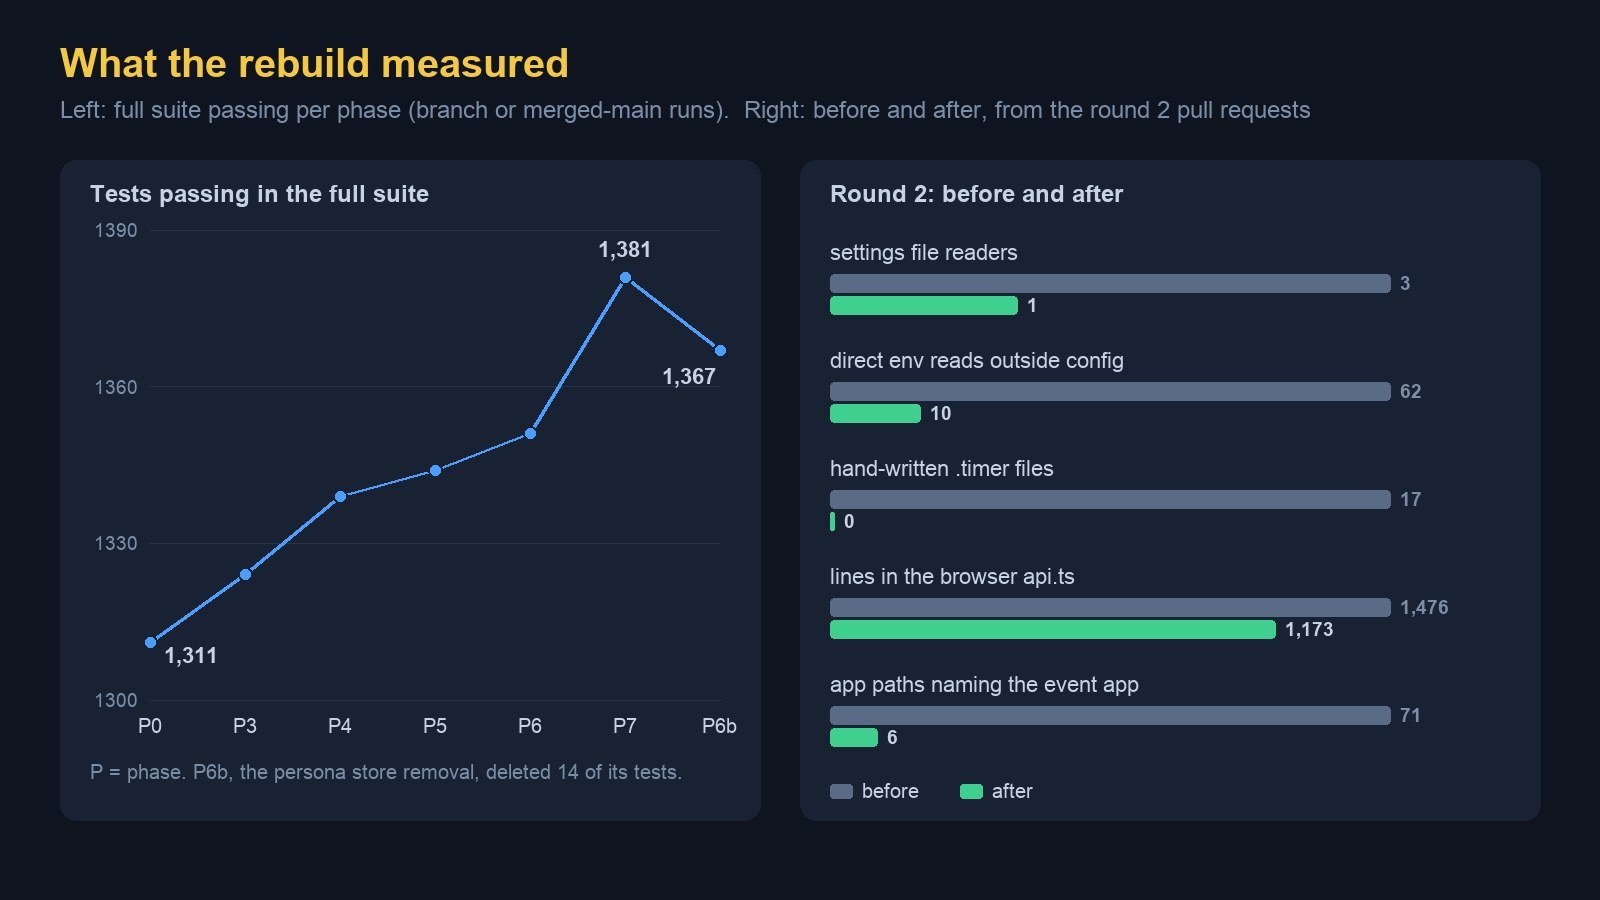 What the rebuild measured
Left: full suite passing per phase (branch or merged-main runs).  Right: before and after, from the round 2 pull requests
Tests passing in the full suite
1390
1360
1330
1300
1,381
1,367
1,311
P0
P3
P4
P5
P6
P7
P6b
P = phase. P6b, the persona store removal, deleted 14 of its tests.
Round 2: before and after
settings file readers
3
1
direct env reads outside config
62
10
hand-written .timer files
17
0
lines in the browser api.ts
1,476
1,173
app paths naming the event app
71
6
before
after